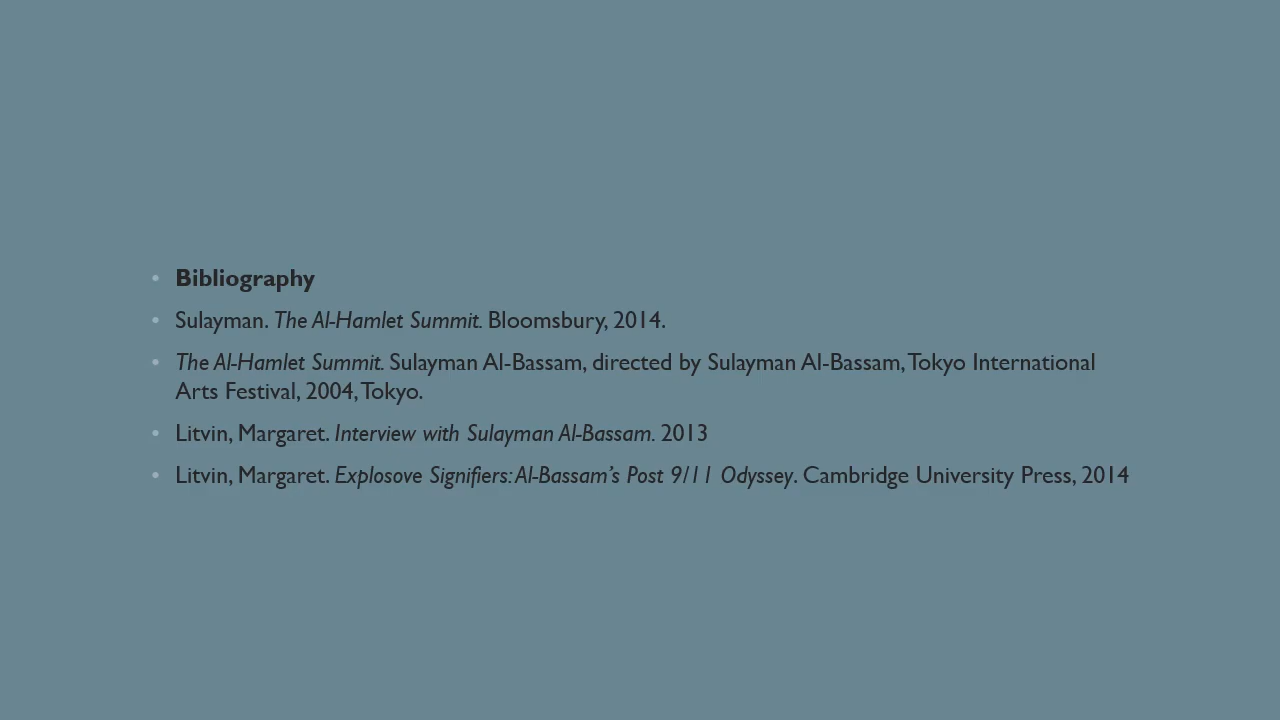 • Bibliography
• Sulayman. The Al-Hamlet Summit. Bloomsbury, 2014.
• The Al-Hamlet Summit. Sulayman Al-Bassam, directed by Sulayman Al-Bassam, Tokyo International
Arts Festival, 2004, Tokyo.
• Litvin, Margaret. Interview with Sulayman Al-Bassam. 2013
• Litvin, Margaret. Explosove Signifiers: Al-Bassam’s Post 9/11 Odyssey. Cambridge University Press, 2014